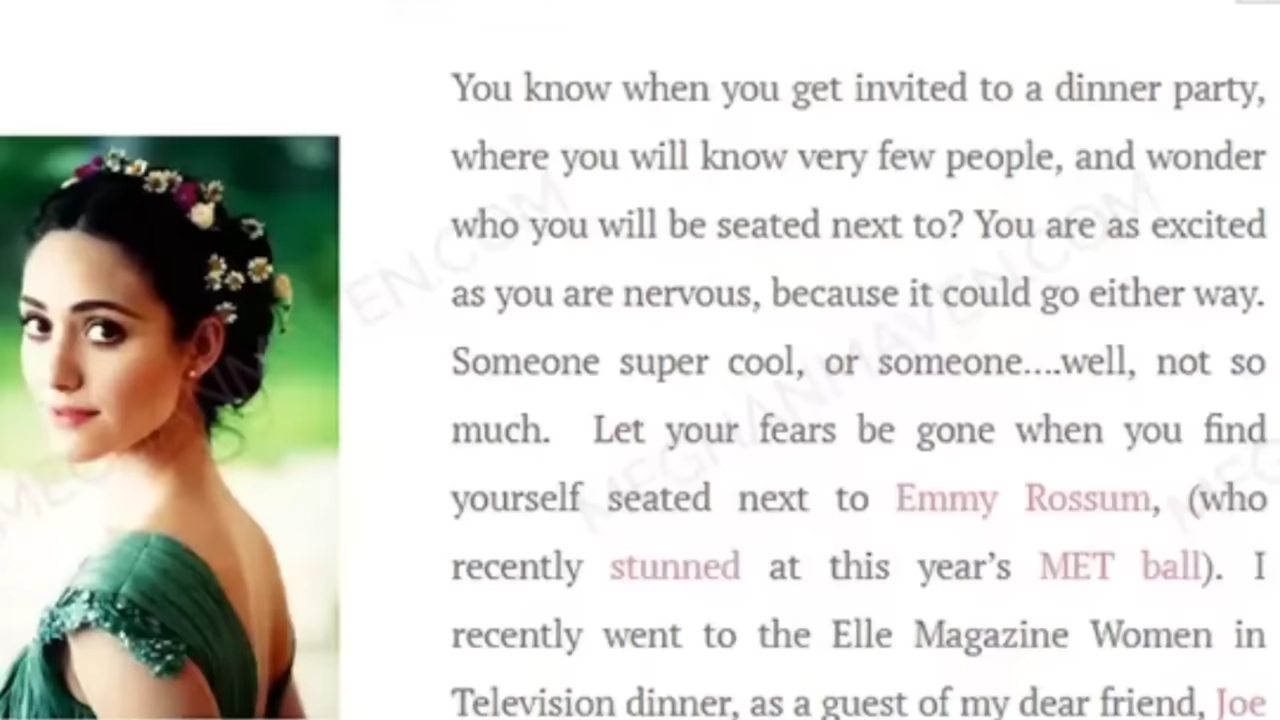 You know when you get invited to a dinner party,
where you will know very few people, and wonder
who you will be seated next to? You are as excited
as you are nervous, because it could go either way.
Someone super cool, or someone....well, not so
much. Let your fears be gone when you find
yourself seated next to Emmy Rossum, (who
recently stunned at this year’s MET ball). I
recently went to the Elle Magazine Women in
Television dinner, as a guest of my dear friend, Joe
MEGHANMAVEN.COM
EN.COM